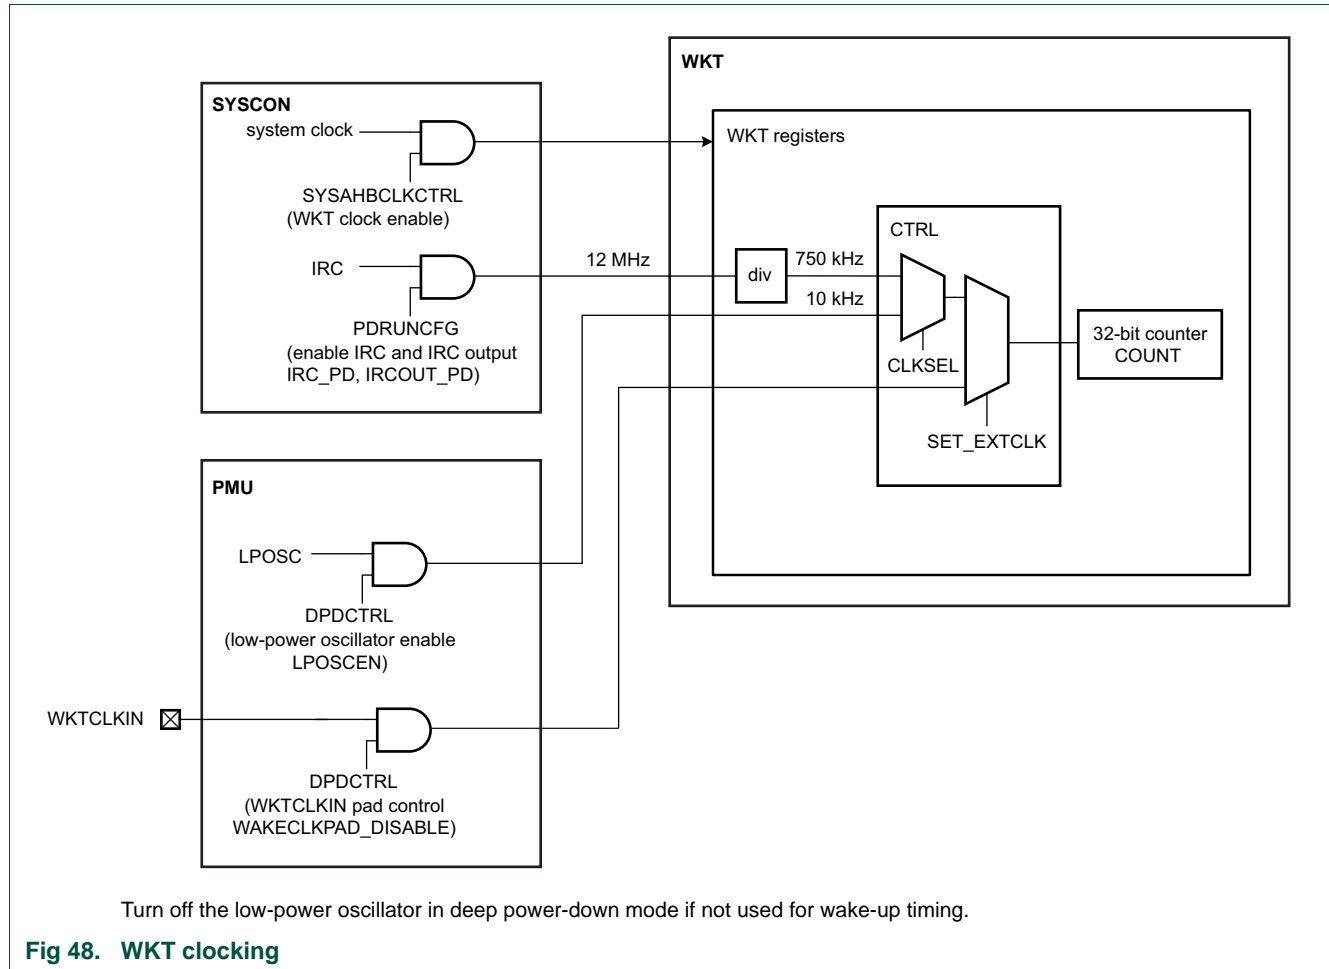 WKT
SYSCON
system clock
WKT registers
SYSAHBCLKCTRL
(WKT clock enable)
CTRL
IRC
12 MHz
div
750 kHz
10 kHz
PDRUNCFG
(enable IRC and IRC output
IRC_PD, IRCOUT_PD)
32-bit counter
COUNT
CLKSEL
SET_EXTCLK
PMU
LPOSC
DPDCTRL
(low-power oscillator enable
LPOSCEN)
WKTCLKIN
DPDCTRL
(WKTCLKIN pad control
WAKECLKPAD_DISABLE)
Turn off the low-power oscillator in deep power-down mode if not used for wake-up timing.
Fig 48. WKT clocking